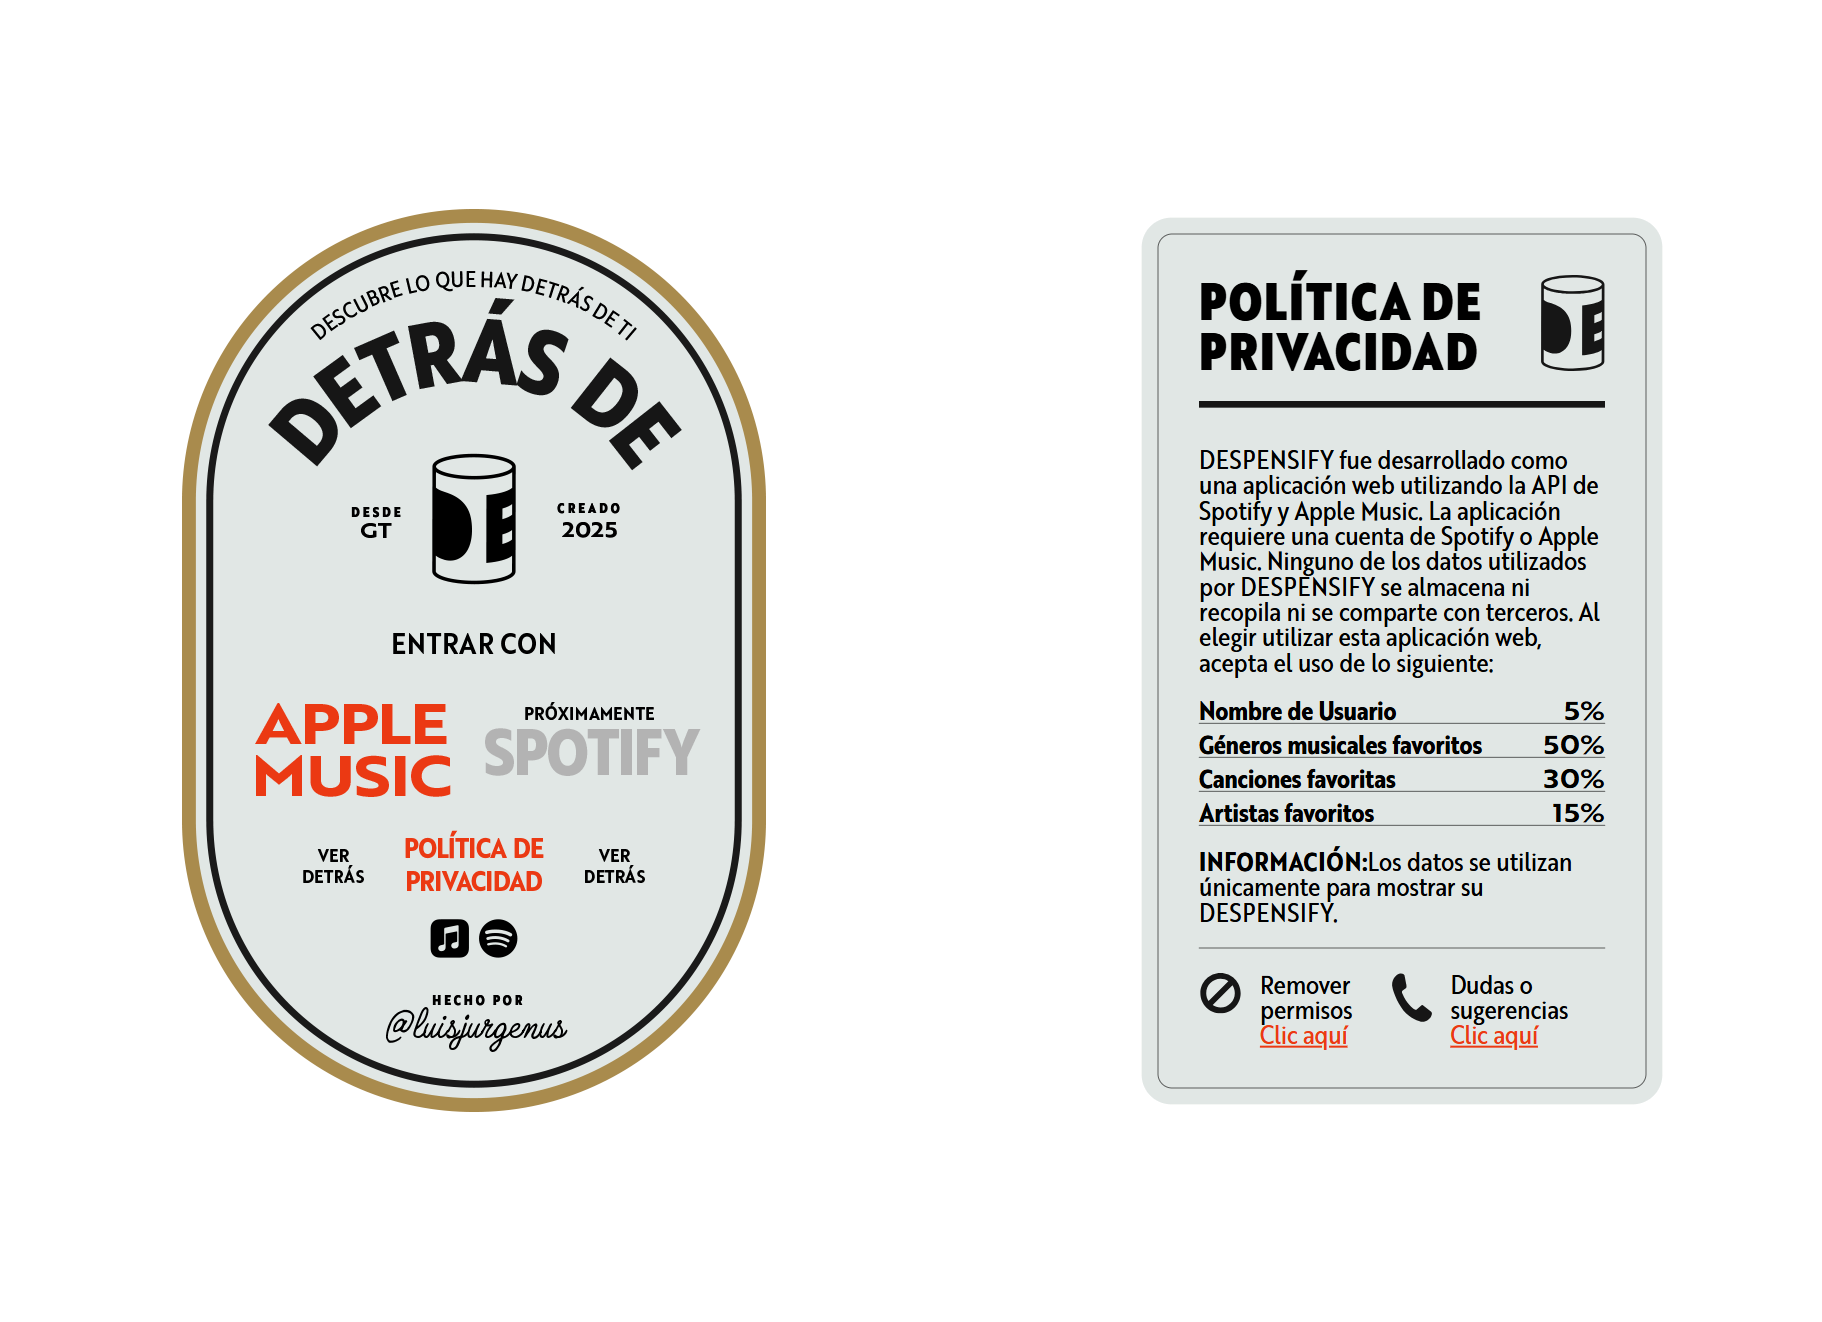 DESCUBRE LO QUE HAY DETRÁS DE TI
DETRÁS DE
DESDE
GT
DE
CREADO
2025
ENTRAR CON
APPLE
MUSIC
PRÓXIMAMENTE
SPOTIFY
VER
DETRÁS
POLÍTICA DE
PRIVACIDAD
VER
DETRÁS
HECHO POR
@luisjurgenus
POLÍTICA DE
PRIVACIDAD
DE
DESPENSIFY fue desarrollado como
una aplicación web utilizando la API de
Spotify y Apple Music. La aplicación
requiere una cuenta de Spotify o Apple
Music. Ninguno de los datos utilizados
por DESPENSIFY se almacena ni
recopila ni se comparte con terceros. Al
elegir utilizar esta aplicación web,
acepta el uso de lo siguiente:
Nombre de Usuario 5%
Géneros musicales favoritos 50%
Canciones favoritas 30%
Artistas favoritos 15%
INFORMACIÓN:Los datos se utilizan
únicamente para mostrar su
DESPENSIFY.
Remover
permisos
Clic aquí
Dudas o
sugerencias
Clic aquí